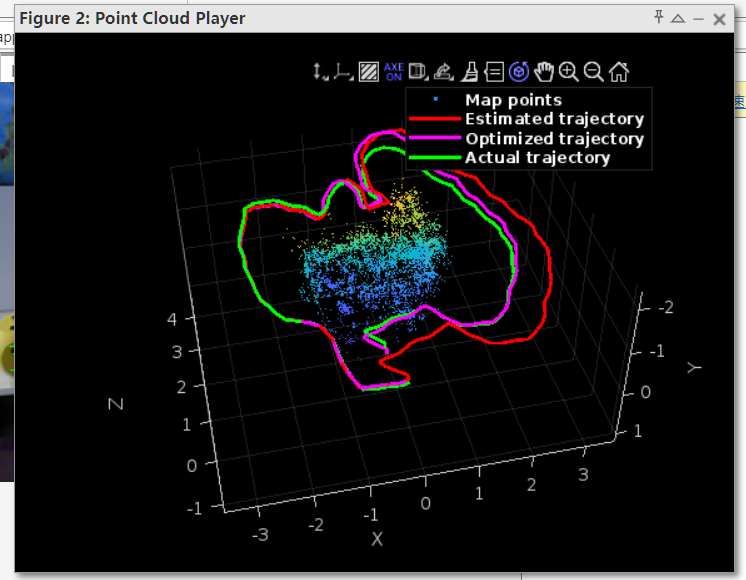 Figure 2: Point Cloud Player
AXE
ON
Map points
Estimated trajectory
Optimized trajectory
Actual trajectory
4
3
2
1
0
-1
Z
-3
-2
-1
0
1
2
3
X
-2
-1
0
1
Y